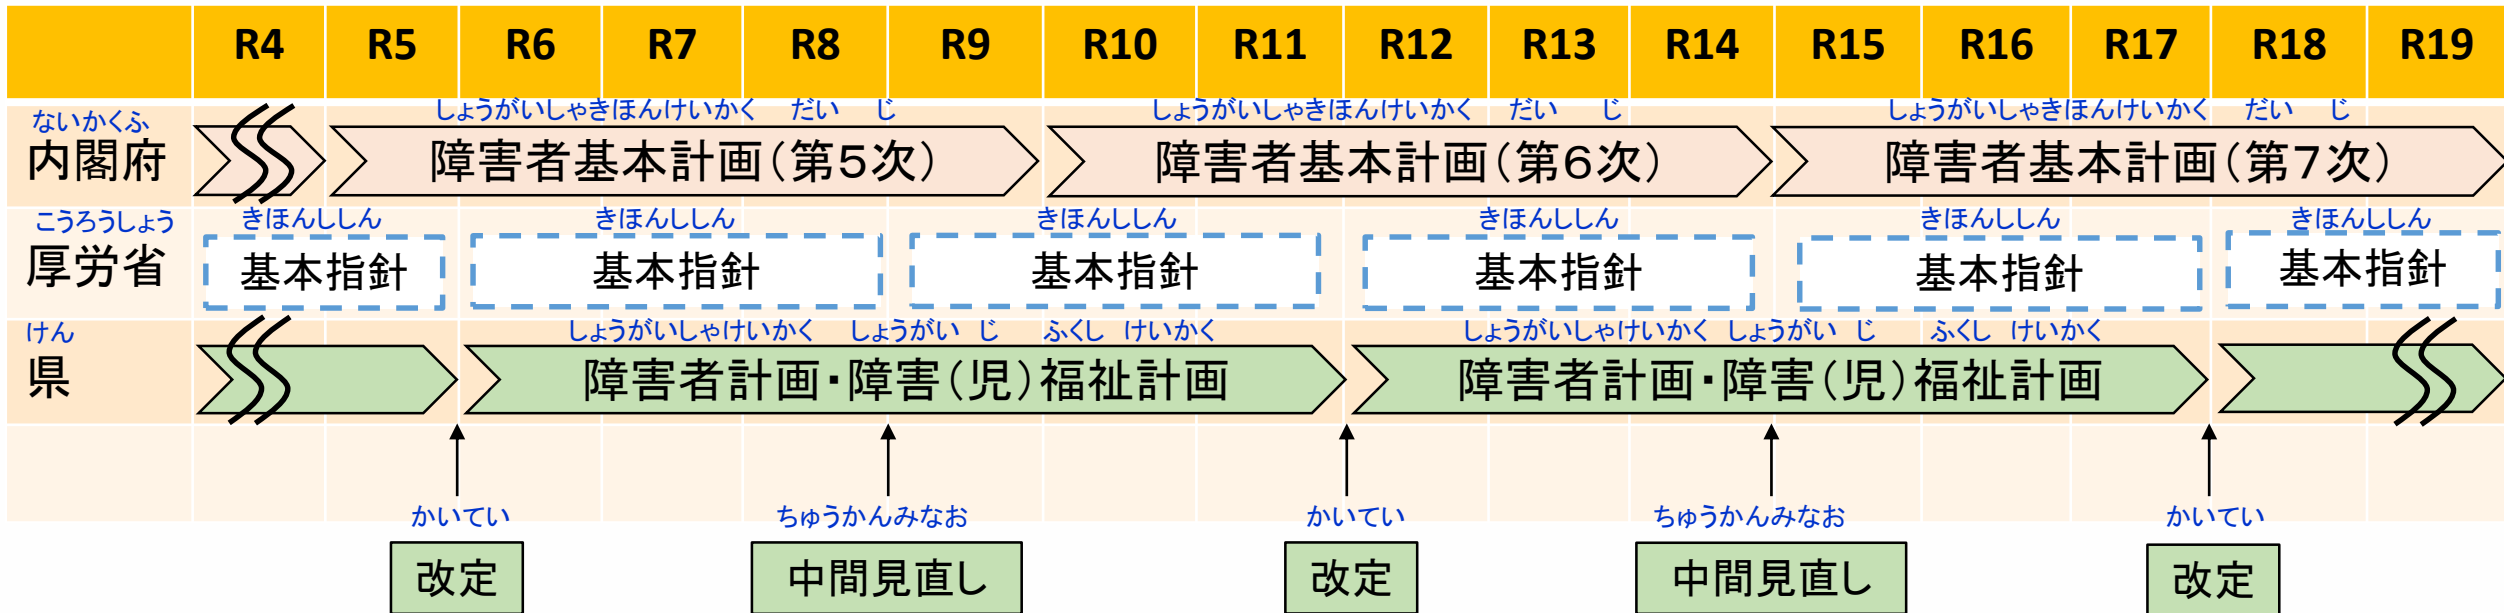 R4 R5 R6 R7 R8 R9 R10 R11 R12 R13 R14 R15 R16 R17 R18 R19
ないかくふ しょうがいしゃきほんけいかく だい じ しょうがいしゃきほんけいかく だい じ しょうがいしゃきほんけいかく だい じ
内閣府 障害者基本計画（第５次） 障害者基本計画（第６次） 障害者基本計画（第７次）
こうろうしょう きほんししん きほんししん きほんししん きほんししん きほんししん きほんししん
厚労省 基本指針 基本指針 基本指針 基本指針 基本指針 基本指針
けん しょうがいしゃけいかく しょうがい じ ふくし けいかく しょうがいしゃけいかく しょうがい じ ふくし けいかく
県 障害者計画・障害（児）福祉計画 障害者計画・障害（児）福祉計画
かいてい ちゅうかんみなお かいてい ちゅうかんみなお かいてい
改定 中間見直し 改定 中間見直し 改定